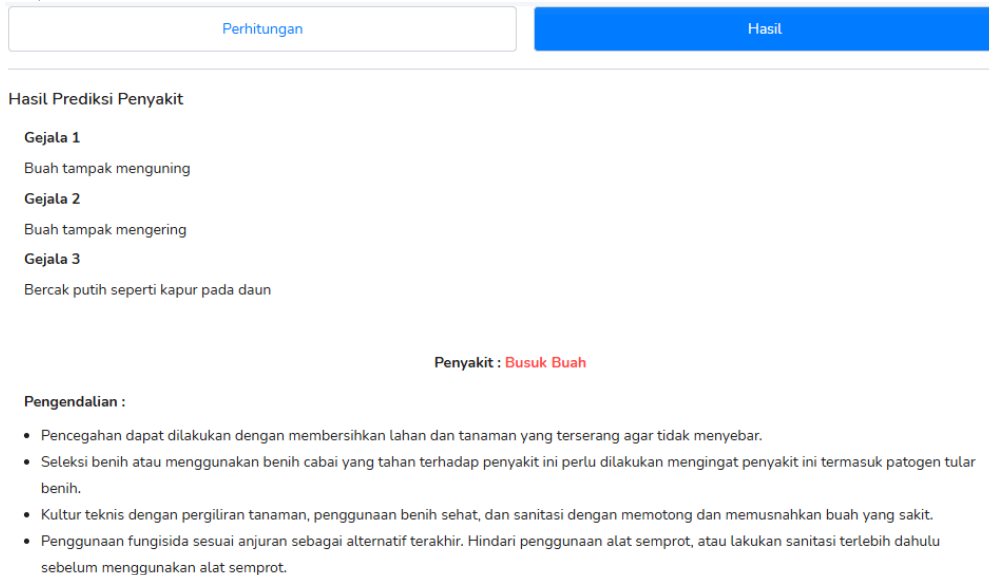 Perhitungan
Hasil
Hasil Prediksi Penyakit
Gejala 1
Buah tampak menguning
Gejala 2
Buah tampak mengering
Gejala 3
Bercak putih seperti kapur pada daun
Penyakit : Busuk Buah
Pengendalian :
• Pencegahan dapat dilakukan dengan membersihkan lahan dan tanaman yang terserang agar tidak menyebar.
• Seleksi benih atau menggunakan benih cabai yang tahan terhadap penyakit ini perlu dilakukan mengingat penyakit ini termasuk patogen tular
benih.
• Kultur teknis dengan pergiliran tanaman, penggunaan benih sehat, dan sanitasi dengan memotong dan memusnahkan buah yang sakit.
• Penggunaan fungisida sesuai anjuran sebagai alternatif terakhir. Hindari penggunaan alat semprot, atau lakukan sanitasi terlebih dahulu
sebelum menggunakan alat semprot.